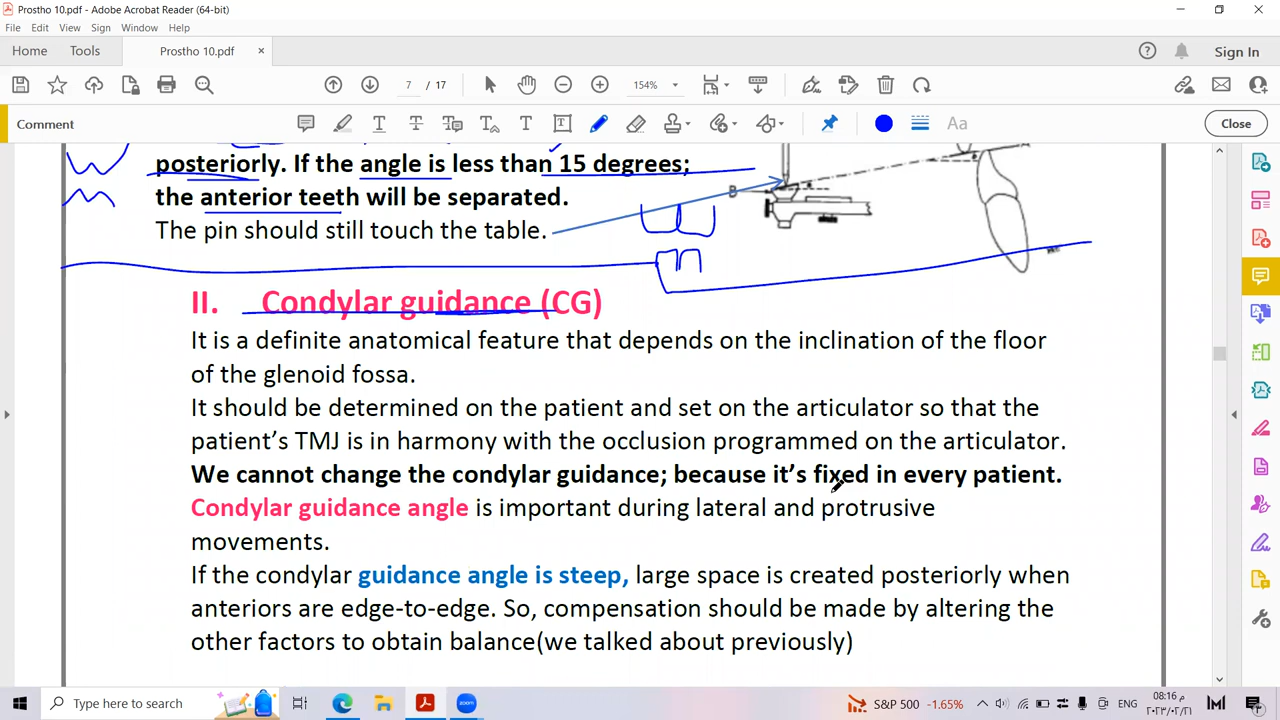 Prostho 10.pdf - Adobe Acrobat Reader (64-bit)
File Edit View Sign Window Help
Home Tools Prostho 10.pdf × Sign In
7 / 17 154%
Comment Aa Close
posteriorly. If the angle is less than 15 degrees;
the anterior teeth will be separated.
The pin should still touch the table.
B
II. Condylar guidance (CG)
It is a definite anatomical feature that depends on the inclination of the floor
of the glenoid fossa.
It should be determined on the patient and set on the articulator so that the
patient's TMJ is in harmony with the occlusion programmed on the articulator.
We cannot change the condylar guidance; because it's fixed in every patient.
Condylar guidance angle is important during lateral and protrusive
movements.
If the condylar guidance angle is steep, large space is created posteriorly when
anteriors are edge-to-edge. So, compensation should be made by altering the
other factors to obtain balance(we talked about previously)
Type here to search
zoom
S&P 500 -1.65%
ENG
08:16 م
٢٠٢٣/٠٢/٢١